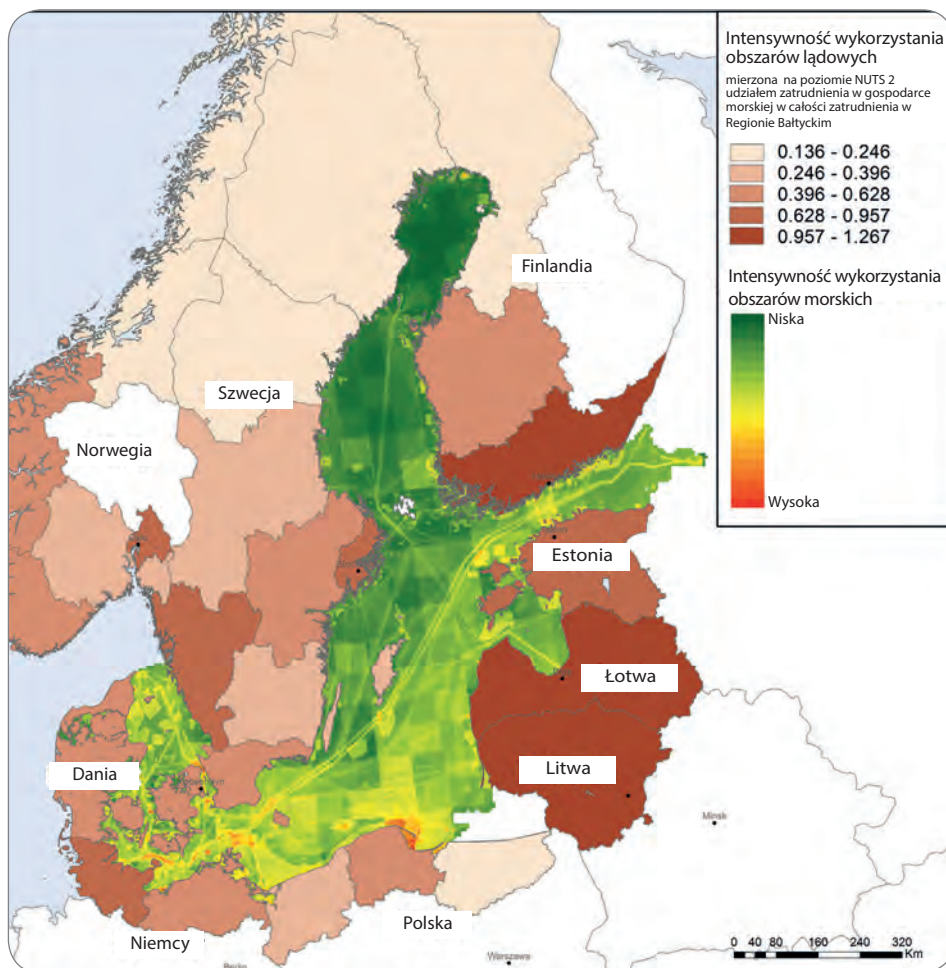 Intensywność wykorzystania
obszarów lądowych
mierzona na poziomie NUTS 2
udziałem zatrudnienia w gospodarce
morskiej w całości zatrudnienia w
Regionie Bałtyckim
0.136 - 0.246
0.246 - 0.396
0.396 - 0.628
0.628 - 0.957
0.957 - 1.267
Intensywność wykorzystania
obszarów morskich
Niska
Wysoka
Finlandia
Szwecja
Norwegia
Estonia
Łotwa
Dania
Litwa
Minsk
Polska
Niemcy
Warszawa
0 40 80 160 240 320
Km